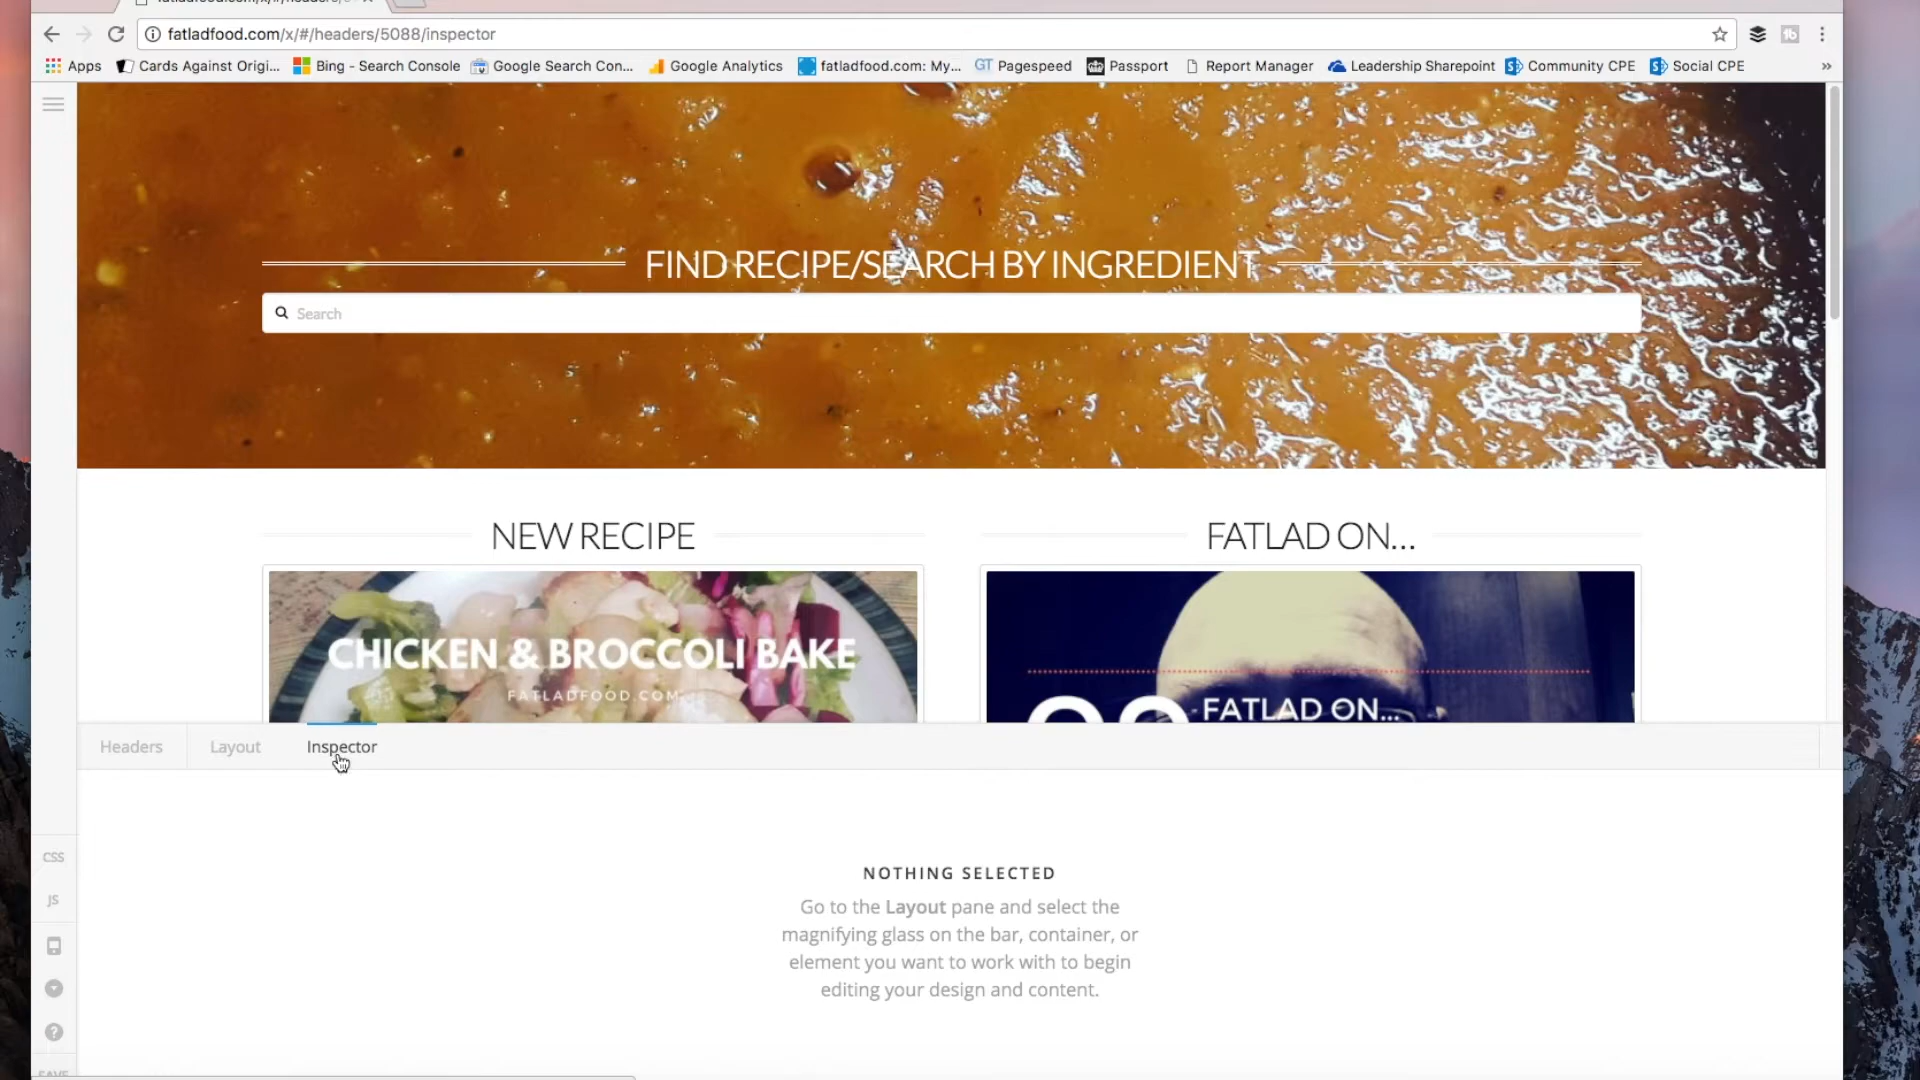 fatladfood.com/x/#/headers/5088/inspector
Apps Cards Against Origi... Bing - Search Console Google Search Con... Google Analytics fatladfood.com: My... GT Pagespeed Passport Report Manager Leadership Sharepoint Community CPE Social CPE »
FIND RECIPE/SEARCH BY INGREDIENT
Search
NEW RECIPE
FATLAD ON...
CHICKEN & BROCCOLI BAKE
FATLADFOOD.COM
FATLAD ON...
Headers Layout Inspector
CSS
JS
NOTHING SELECTED
Go to the Layout pane and select the
magnifying glass on the bar, container, or
element you want to work with to begin
editing your design and content.
SAVE